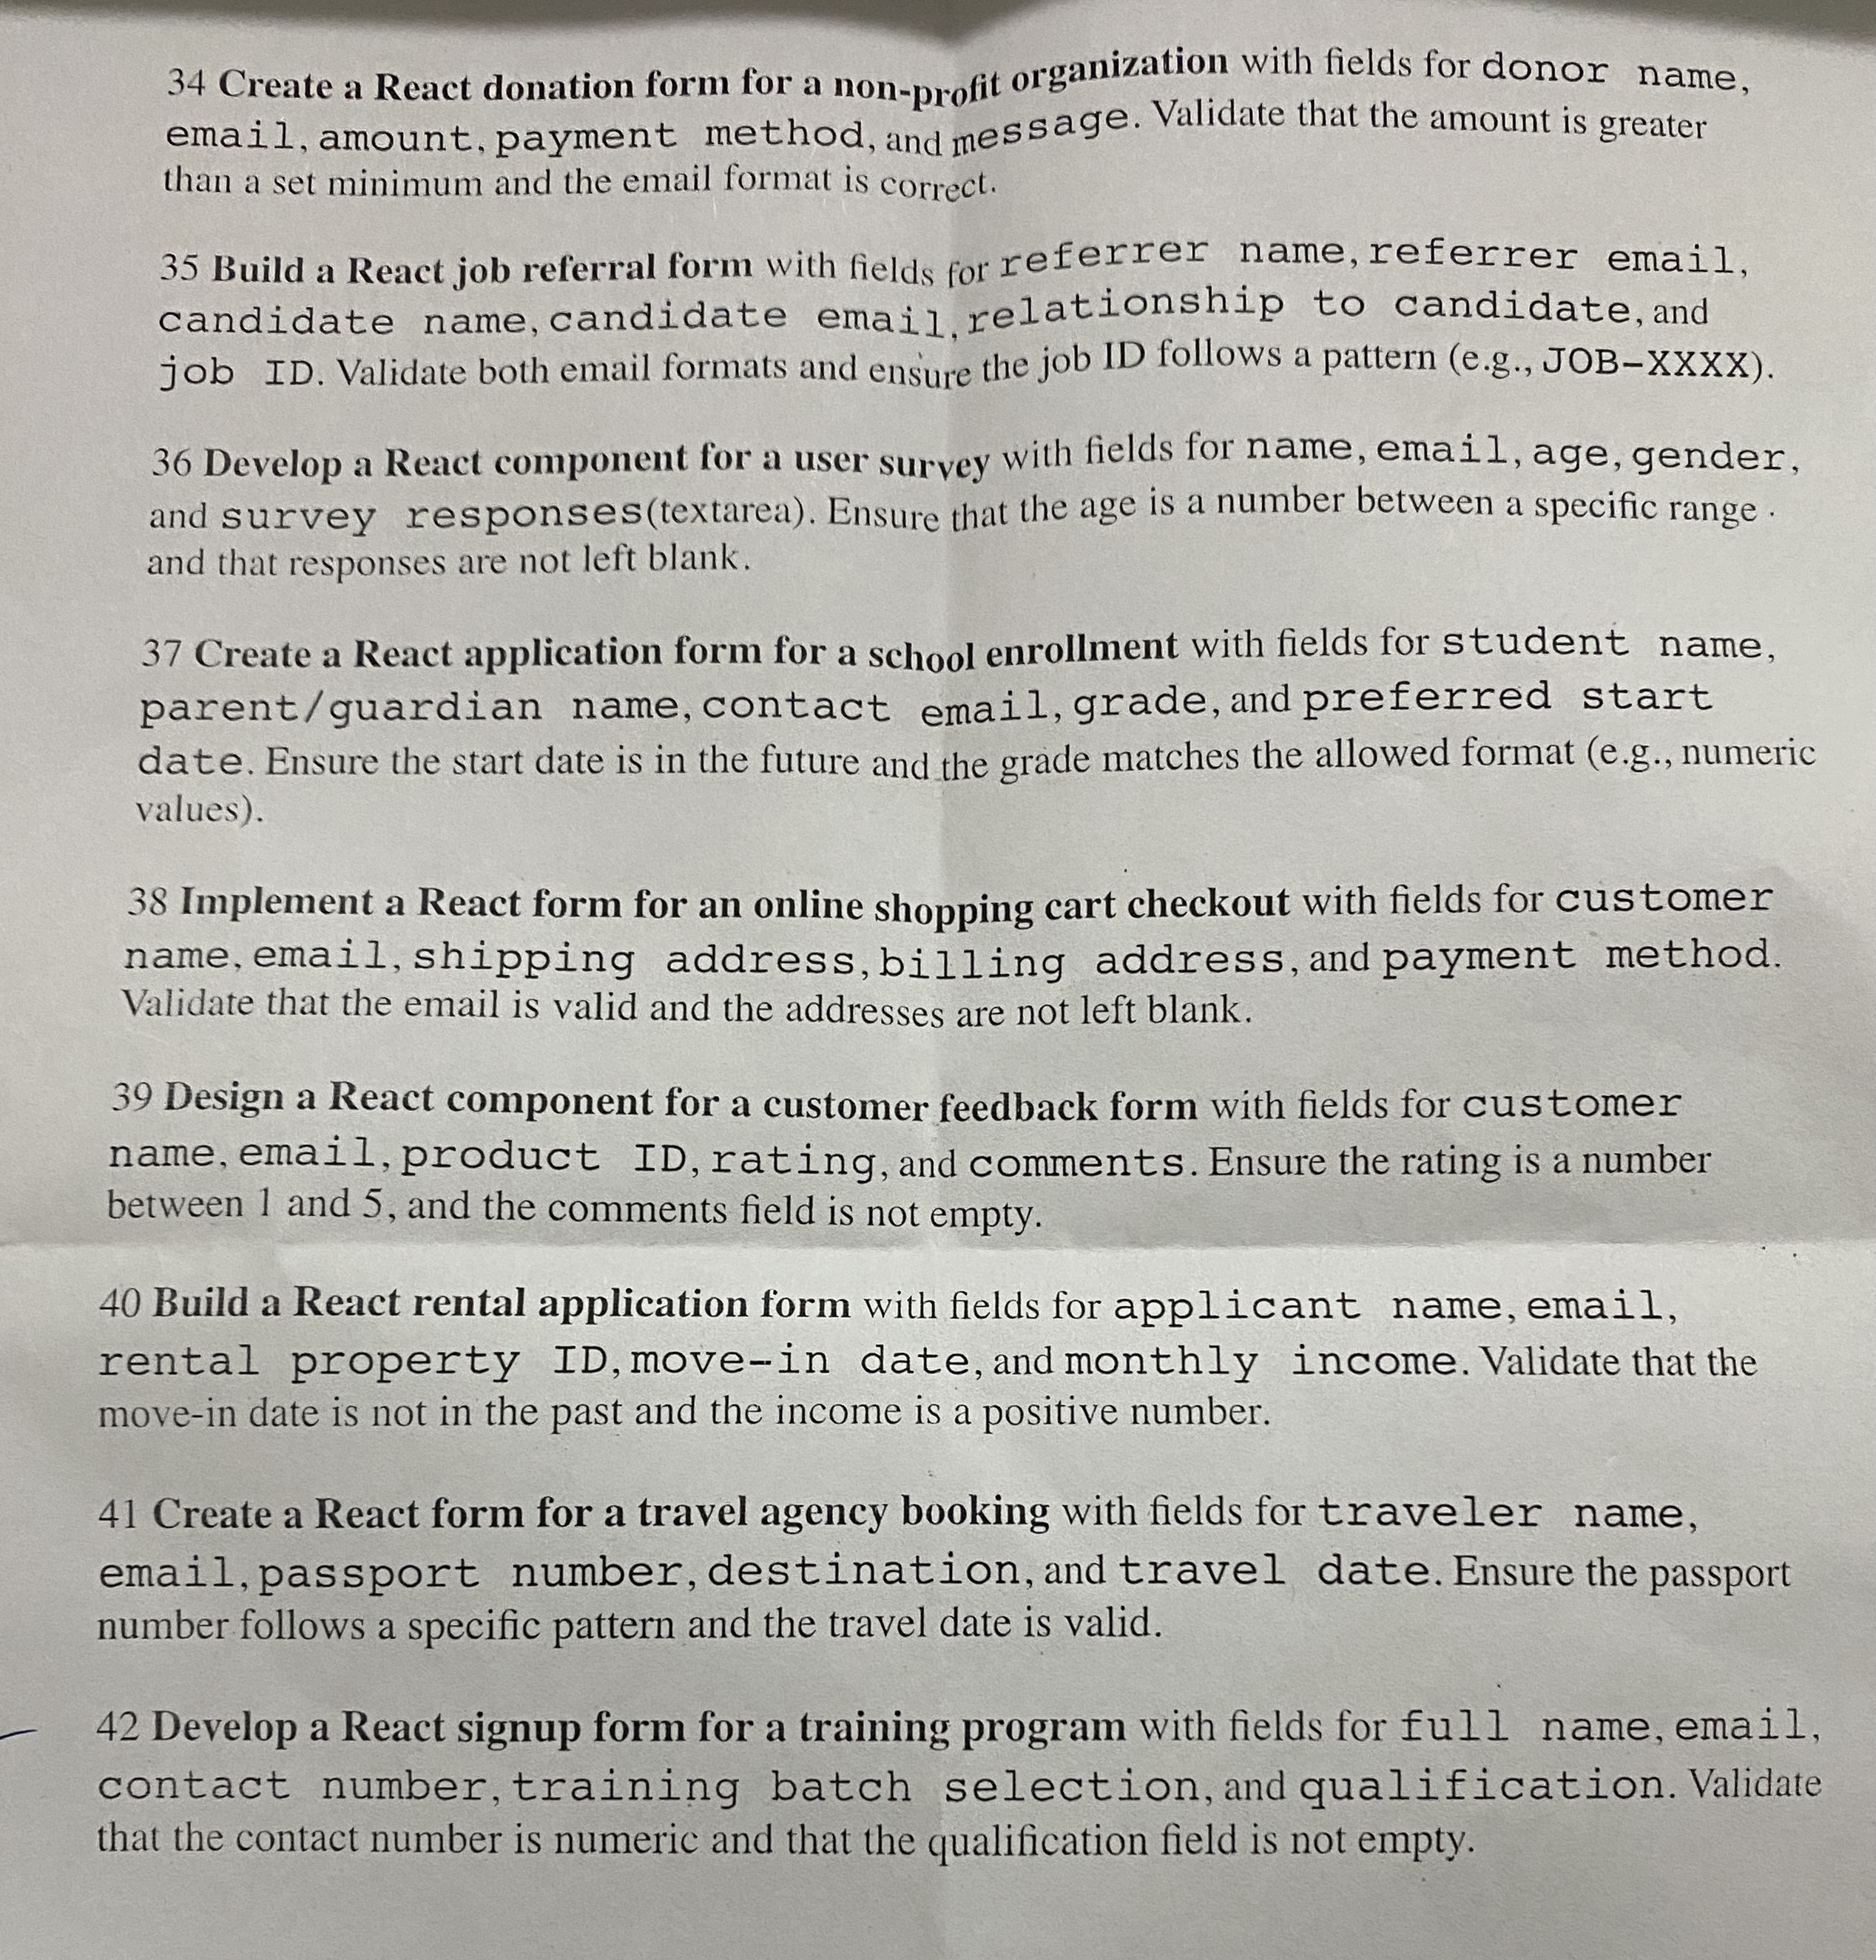 34 Create a React donation form for a non-profit organization with fields for donor name,
email, amount, payment method, and message. Validate that the amount is greater
than a set minimum and the email format is correct.
35 Build a React job referral form with fields for referrer name, referrer email,
candidate name, candidate email, relationship to candidate, and
job ID. Validate both email formats and ensure the job ID follows a pattern (e.g., JOB-XXXX).
36 Develop a React component for a user survey with fields for name, email, age, gender,
and survey responses(textarea). Ensure that the age is a number between a specific range
and that responses are not left blank.
37 Create a React application form for a school enrollment with fields for student name,
parent/guardian name, contact email, grade, and preferred start
date. Ensure the start date is in the future and the grade matches the allowed format (e.g., numeric
values).
38 Implement a React form for an online shopping cart checkout with fields for customer
name, email, shipping address, billing address, and payment method.
Validate that the email is valid and the addresses are not left blank.
39 Design a React component for a customer feedback form with fields for customer
name, email, product ID, rating, and comments. Ensure the rating is a number
between 1 and 5, and the comments field is not empty.
40 Build a React rental application form with fields for applicant name, email,
rental property ID, move-in date, and monthly income. Validate that the
move-in date is not in the past and the income is a positive number.
41 Create a React form for a travel agency booking with fields for traveler name,
email, passport number, destination, and travel date. Ensure the passport
number follows a specific pattern and the travel date is valid.
42 Develop a React signup form for a training program with fields for full name, email,
contact number, training batch selection, and qualification. Validate
that the contact number is numeric and that the qualification field is not empty.